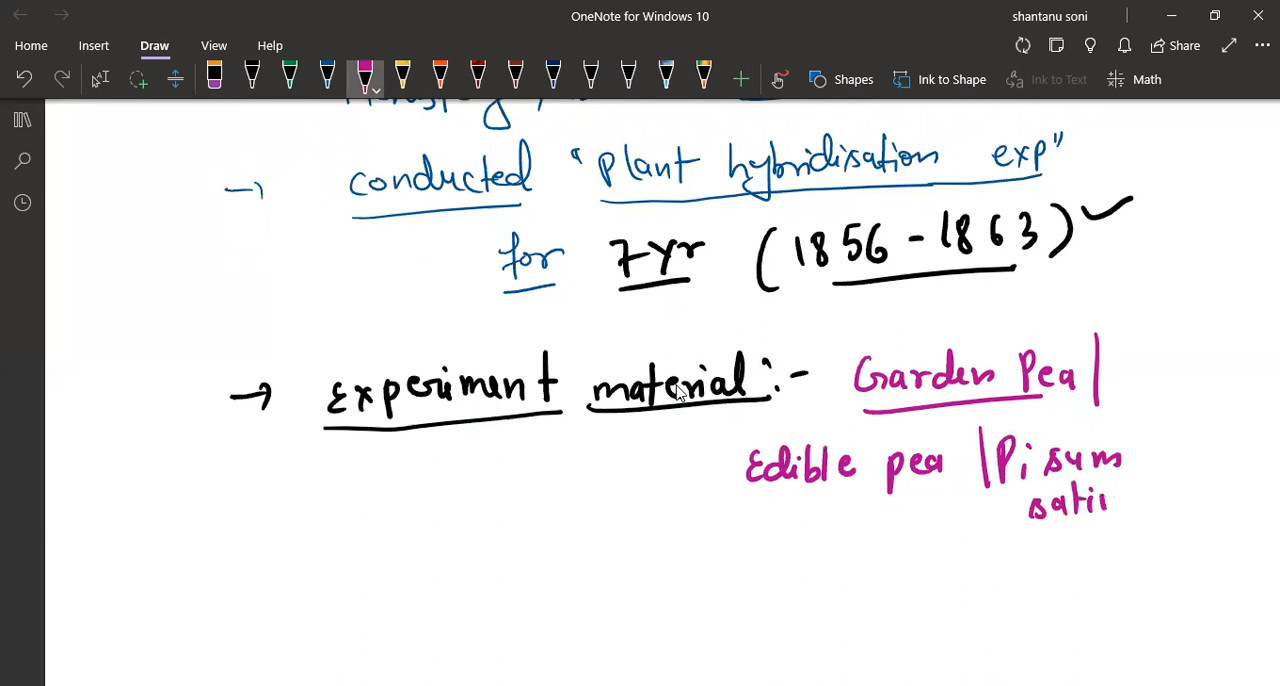 OneNote for Windows 10
shantanu soni
Home Insert Draw View Help
Share
Shapes Ink to Shape Ink to Text Math
→ conducted "plant hybridisation exp"
for 7yr (1856 - 1863) ✓
→ Experiment material :- Garden Pea |
Edible pea | Pisum
sati